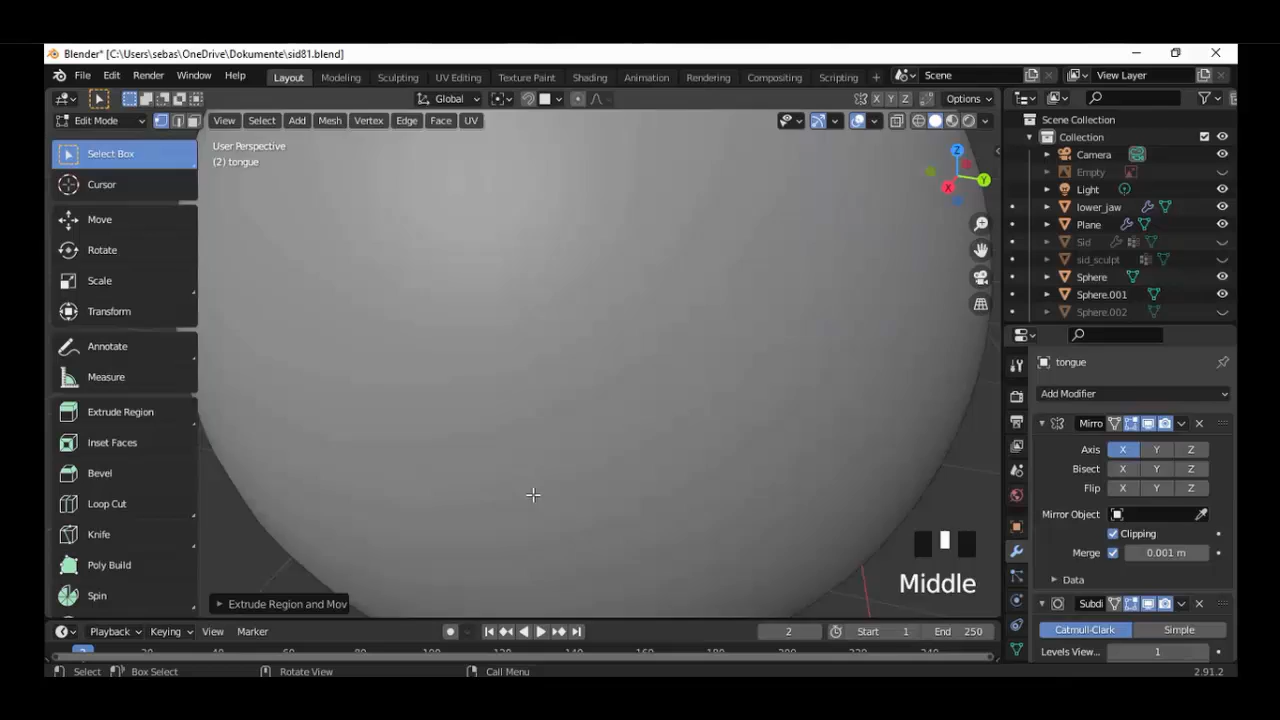 Blender* [C:\Users\sebas\OneDrive\Dokumente\sid81.blend]
File Edit Render Window Help Layout Modeling Sculpting UV Editing Texture Paint Shading Animation Rendering Compositing Scripting + Scene View Layer
Global Options X Y Z
Edit Mode View Select Add Mesh Vertex Edge Face UV
User Perspective
(2) tongue
Select Box
Cursor
Move
Rotate
Scale
Transform
Annotate
Measure
Extrude Region
Inset Faces
Bevel
Loop Cut
Knife
Poly Build
Spin
Z
Y
X
Scene Collection
Collection
Camera
Empty
Light
lower_jaw
Plane
Sid
sid_sculpt
Sphere
Sphere.001
Sphere.002
tongue
Add Modifier
Mirro
Axis X Y Z
Bisect X Y Z
Flip X Y Z
Mirror Object
Clipping
Merge 0.001 m
Data
Subdi
Catmull-Clark Simple
Levels View... 1
Middle
Extrude Region and Mov
Playback Keying View Marker 2 Start 1 End 250
Select Box Select Rotate View Call Menu 2.91.2